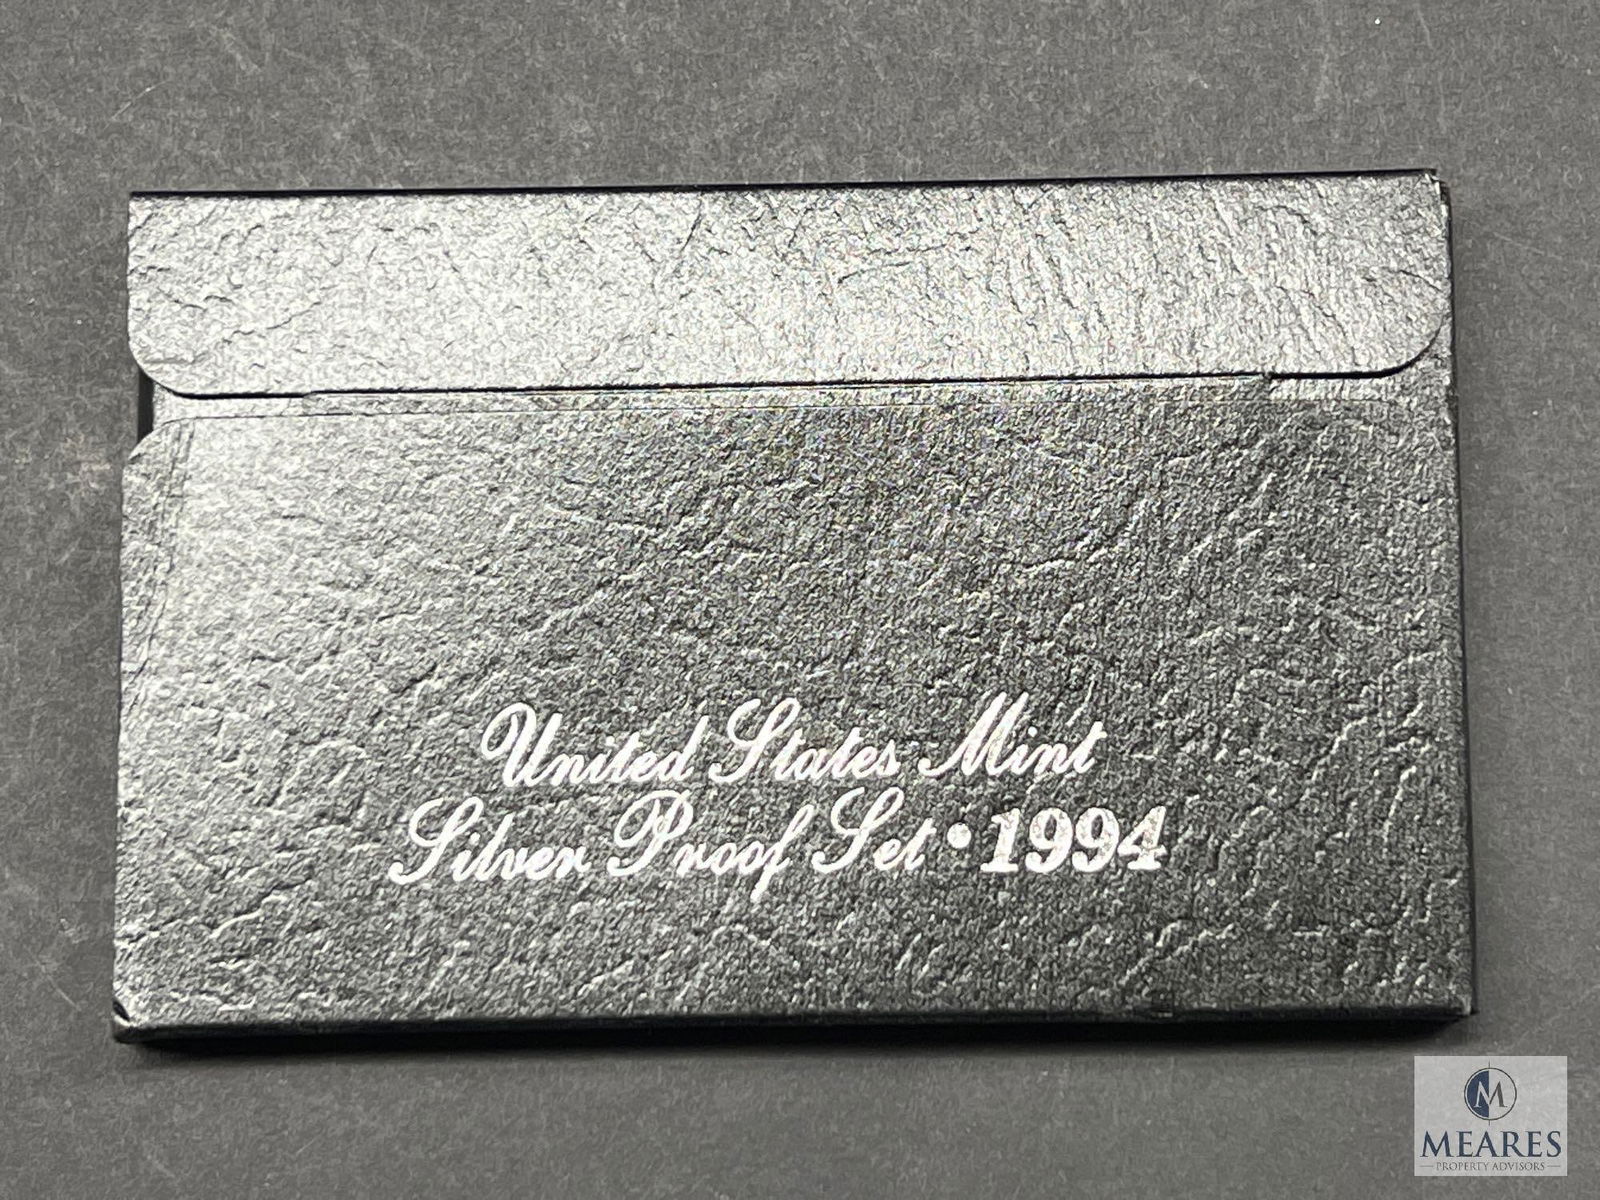 United States Mint
Silver Proof Set • 1994
M
MEARES
PROPERTY ADVISORS